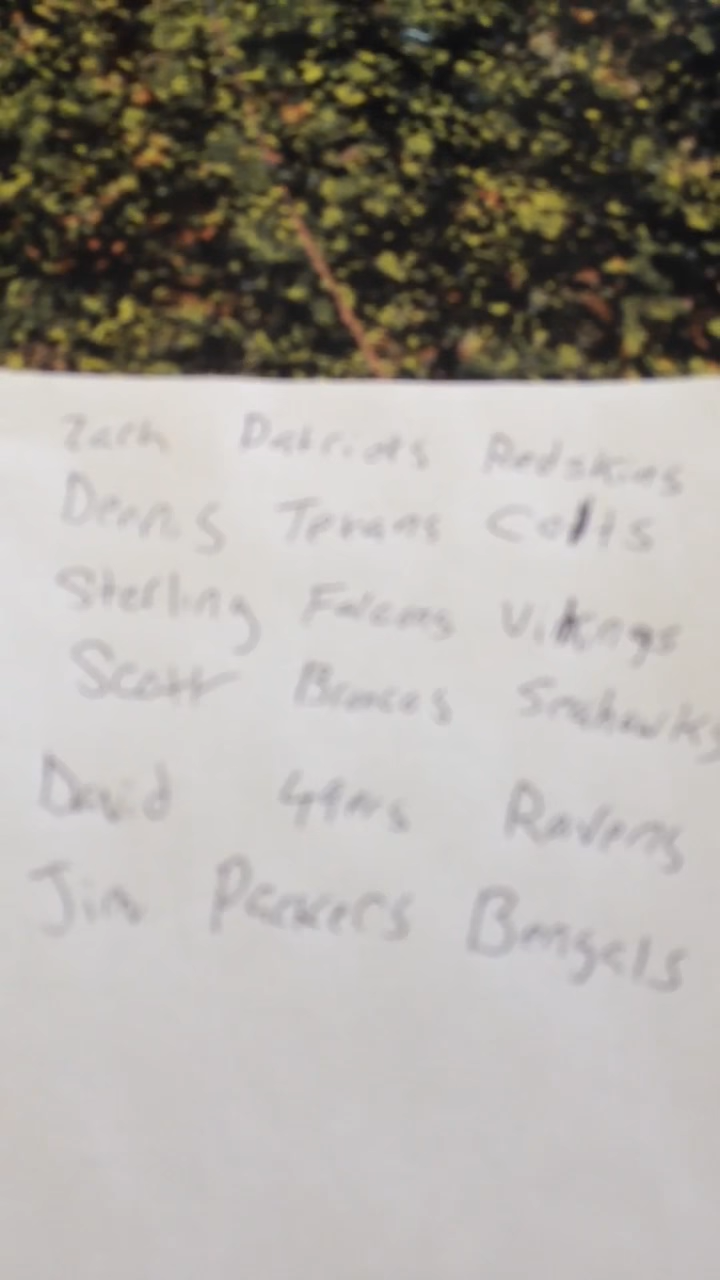 Zach Patriots Redskins
Dennis Texans Colts
Sterling Falcons Vikings
Scott Broncos Seahawks
David 49ers Ravens
Jim Packers Bengals